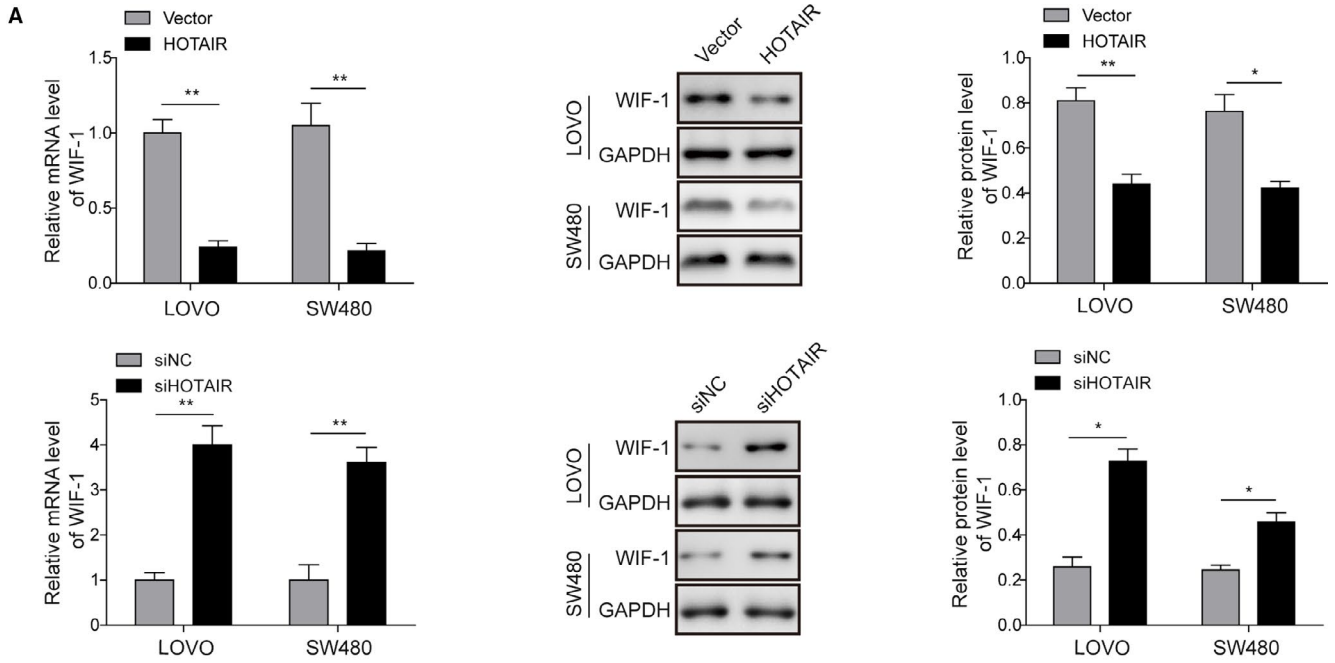 A
Vector
HOTAIR
Relative mRNA level
of WIF-1
1.5
1.0
0.5
0.0
**
**
LOVO
SW480
Vector
HOTAIR
LOVO
WIF-1
GAPDH
SW480
WIF-1
GAPDH
Vector
HOTAIR
Relative protein level
of WIF-1
1.0
0.8
0.6
0.4
0.2
0.0
**
*
LOVO
SW480
siNC
siHOTAIR
Relative mRNA level
of WIF-1
5
4
3
2
1
0
**
**
LOVO
SW480
siNC
siHOTAIR
LOVO
WIF-1
GAPDH
SW480
WIF-1
GAPDH
siNC
siHOTAIR
Relative protein level
of WIF-1
1.0
0.8
0.6
0.4
0.2
0.0
*
*
LOVO
SW480